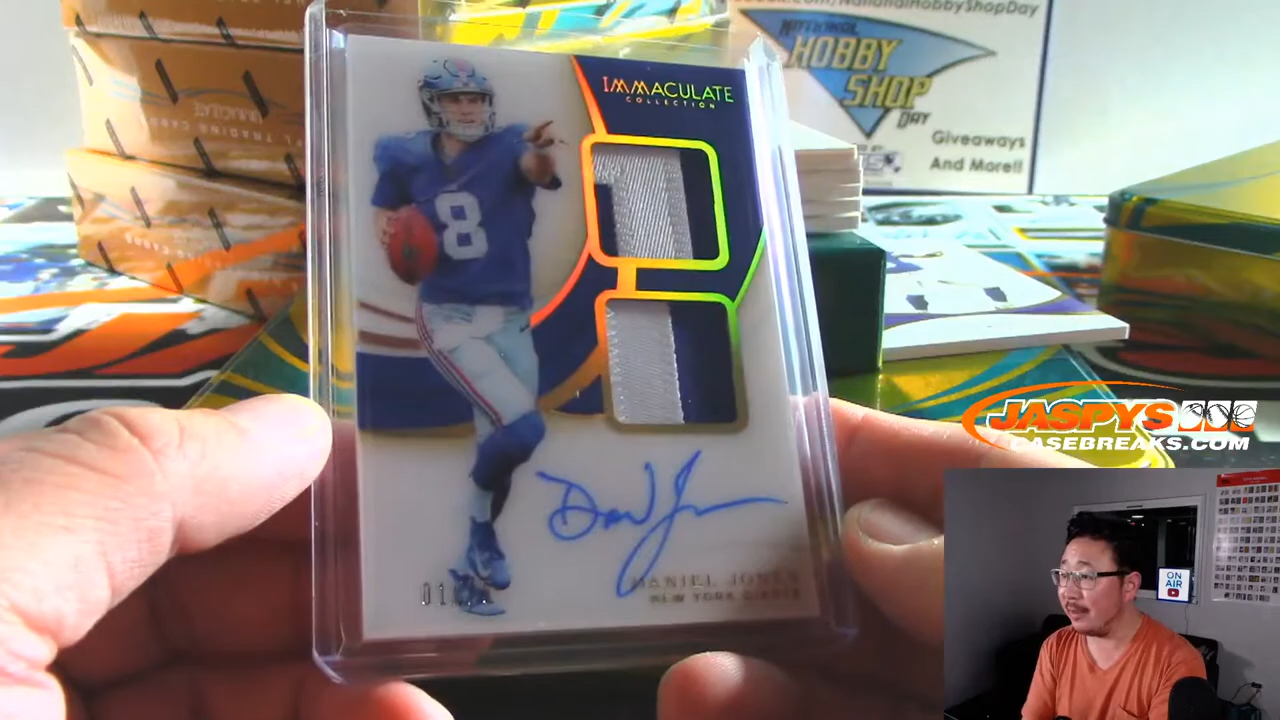 NATIONAL
HOBBY
SHOP
DAY
Giveaways
And More!!
IMMACULATE
COLLECTION
8
DANIEL JONES
NEW YORK GIANTS
JASPYS
CASEBREAKS.COM
ON
AIR